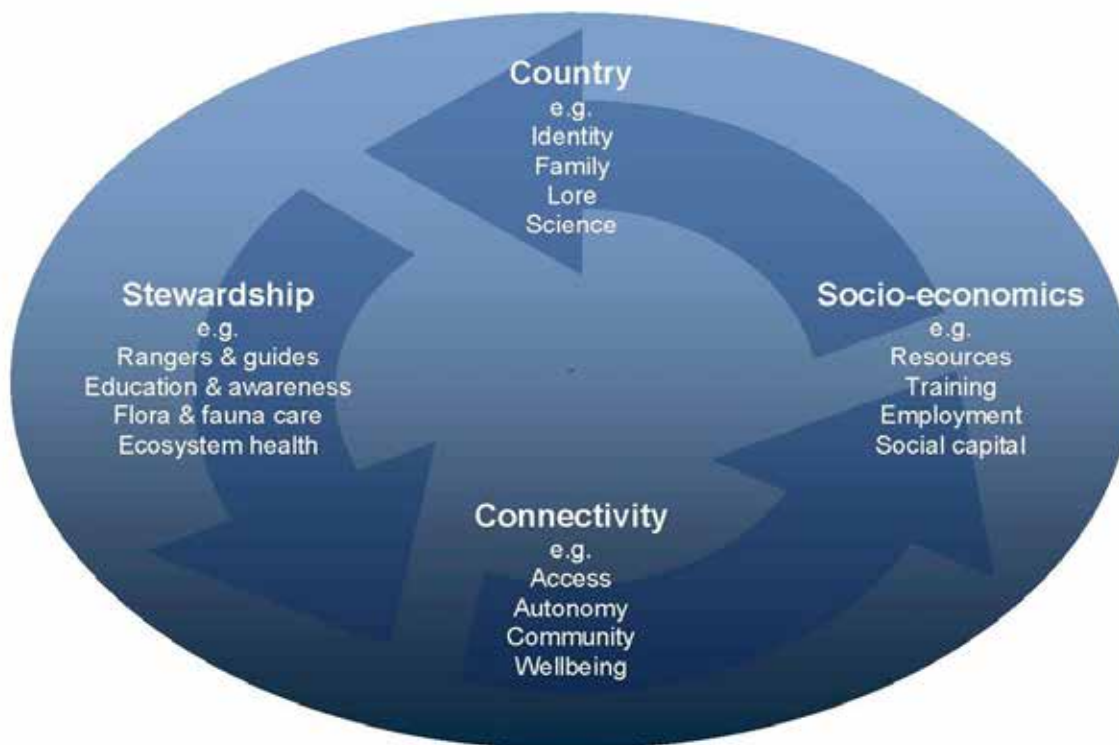 Country
e.g.
Identity
Family
Lore
Science
Stewardship
e.g.
Rangers & guides
Education & awareness
Flora & fauna care
Ecosystem health
Socio-economics
e.g.
Resources
Training
Employment
Social capital
Connectivity
e.g.
Access
Autonomy
Community
Wellbeing